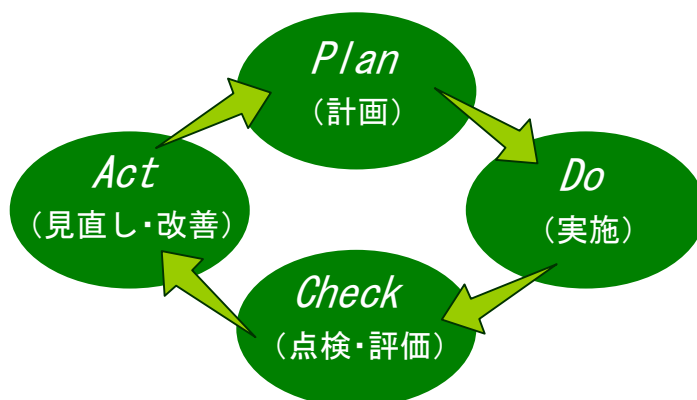 Plan
（計画）
Do
（実施）
Check
（点検・評価）
Act
（見直し・改善）